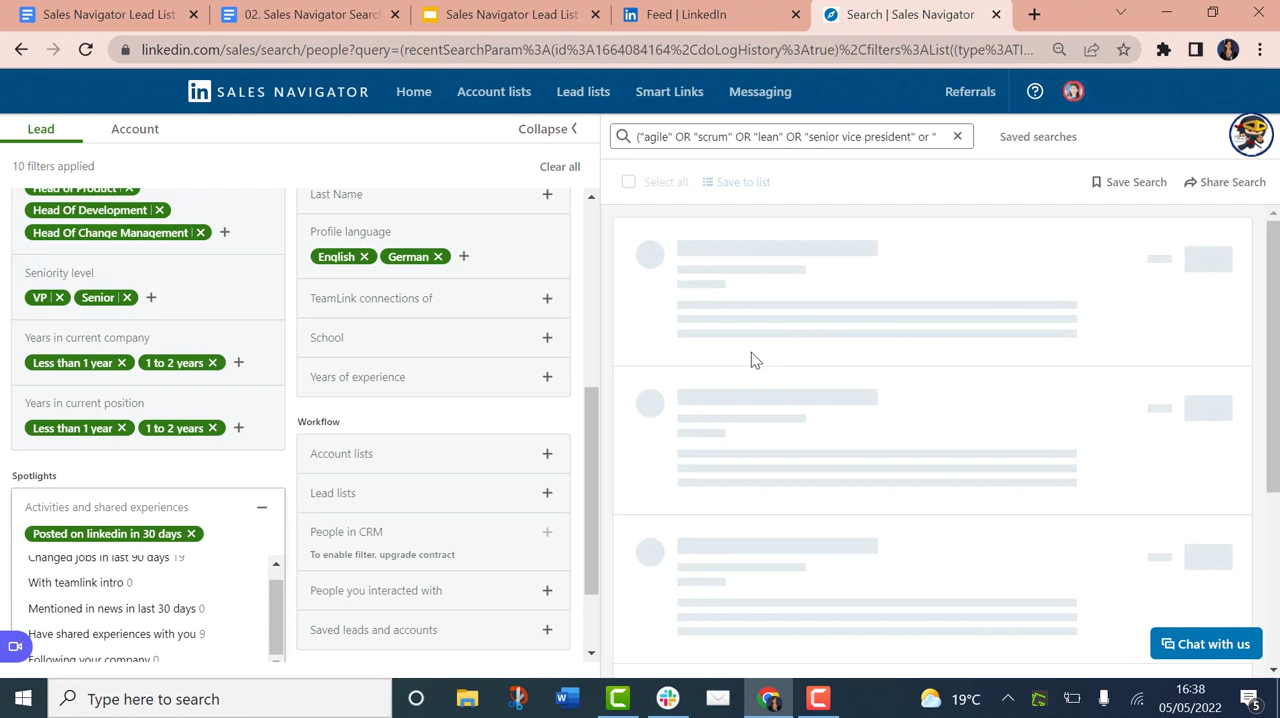 Sales Navigator Lead List
02. Sales Navigator Search
Sales Navigator Lead List
Feed | LinkedIn
Search | Sales Navigator
linkedin.com/sales/search/people?query=(recentSearchParam%3A(id%3A1664084164%2CdoLogHistory%3Atrue)%2Cfilters%3AList((type%3ATI...
in SALES NAVIGATOR
Home
Account lists
Lead lists
Smart Links
Messaging
Referrals
Lead
Account
Collapse
("agile" OR "scrum" OR "lean" OR "senior vice president" or "
Saved searches
10 filters applied
Clear all
Select all
Save to list
Save Search
Share Search
Head Of Product
Head Of Development
Head Of Change Management
Seniority level
VP
Senior
Years in current company
Less than 1 year
1 to 2 years
Years in current position
Less than 1 year
1 to 2 years
Spotlights
Activities and shared experiences
Posted on linkedin in 30 days
Changed jobs in last 90 days 19
With teamlink intro 0
Mentioned in news in last 30 days 0
Have shared experiences with you 9
Following your company 0
Last Name
Profile language
English
German
TeamLink connections of
School
Years of experience
Workflow
Account lists
Lead lists
People in CRM
To enable filter, upgrade contract
People you interacted with
Saved leads and accounts
Chat with us
Type here to search
19°C
16:38
05/05/2022
5